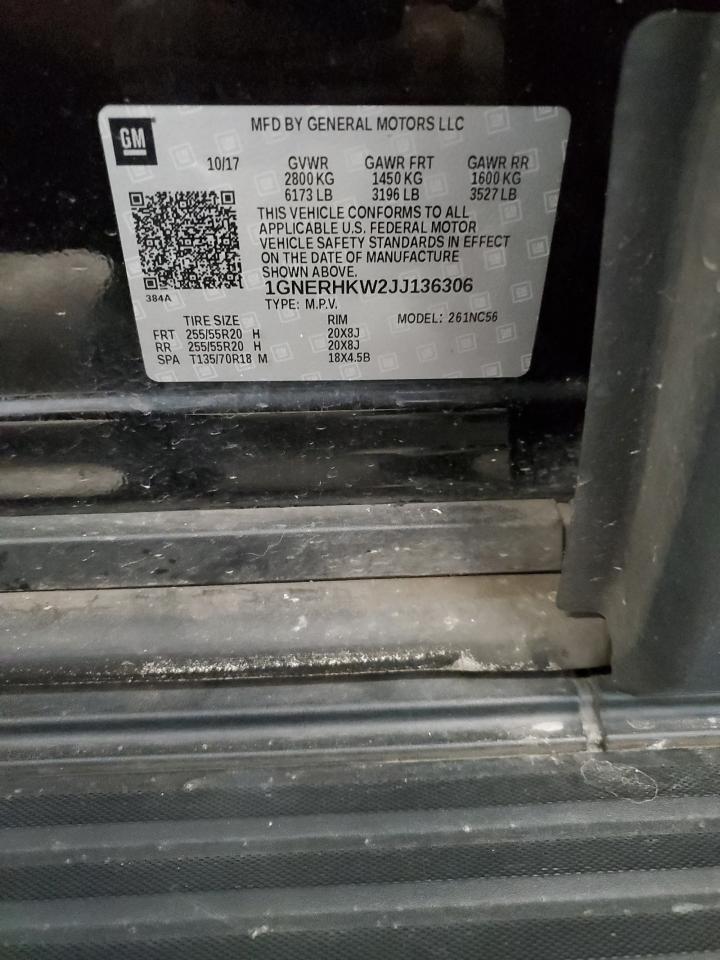 GM
MFD BY GENERAL MOTORS LLC
10/17 GVWR GAWR FRT GAWR RR
2800 KG 1450 KG 1600 KG
6173 LB 3196 LB 3527 LB
THIS VEHICLE CONFORMS TO ALL
APPLICABLE U.S. FEDERAL MOTOR
VEHICLE SAFETY STANDARDS IN EFFECT
ON THE DATE OF MANUFACTURE
SHOWN ABOVE.
384A
1GNERHKW2JJ136306
TYPE: M.P.V.
TIRE SIZE RIM MODEL: 261NC56
FRT 255/55R20 H 20X8J
RR 255/55R20 H 20X8J
SPA T135/70R18 M 18X4.5B